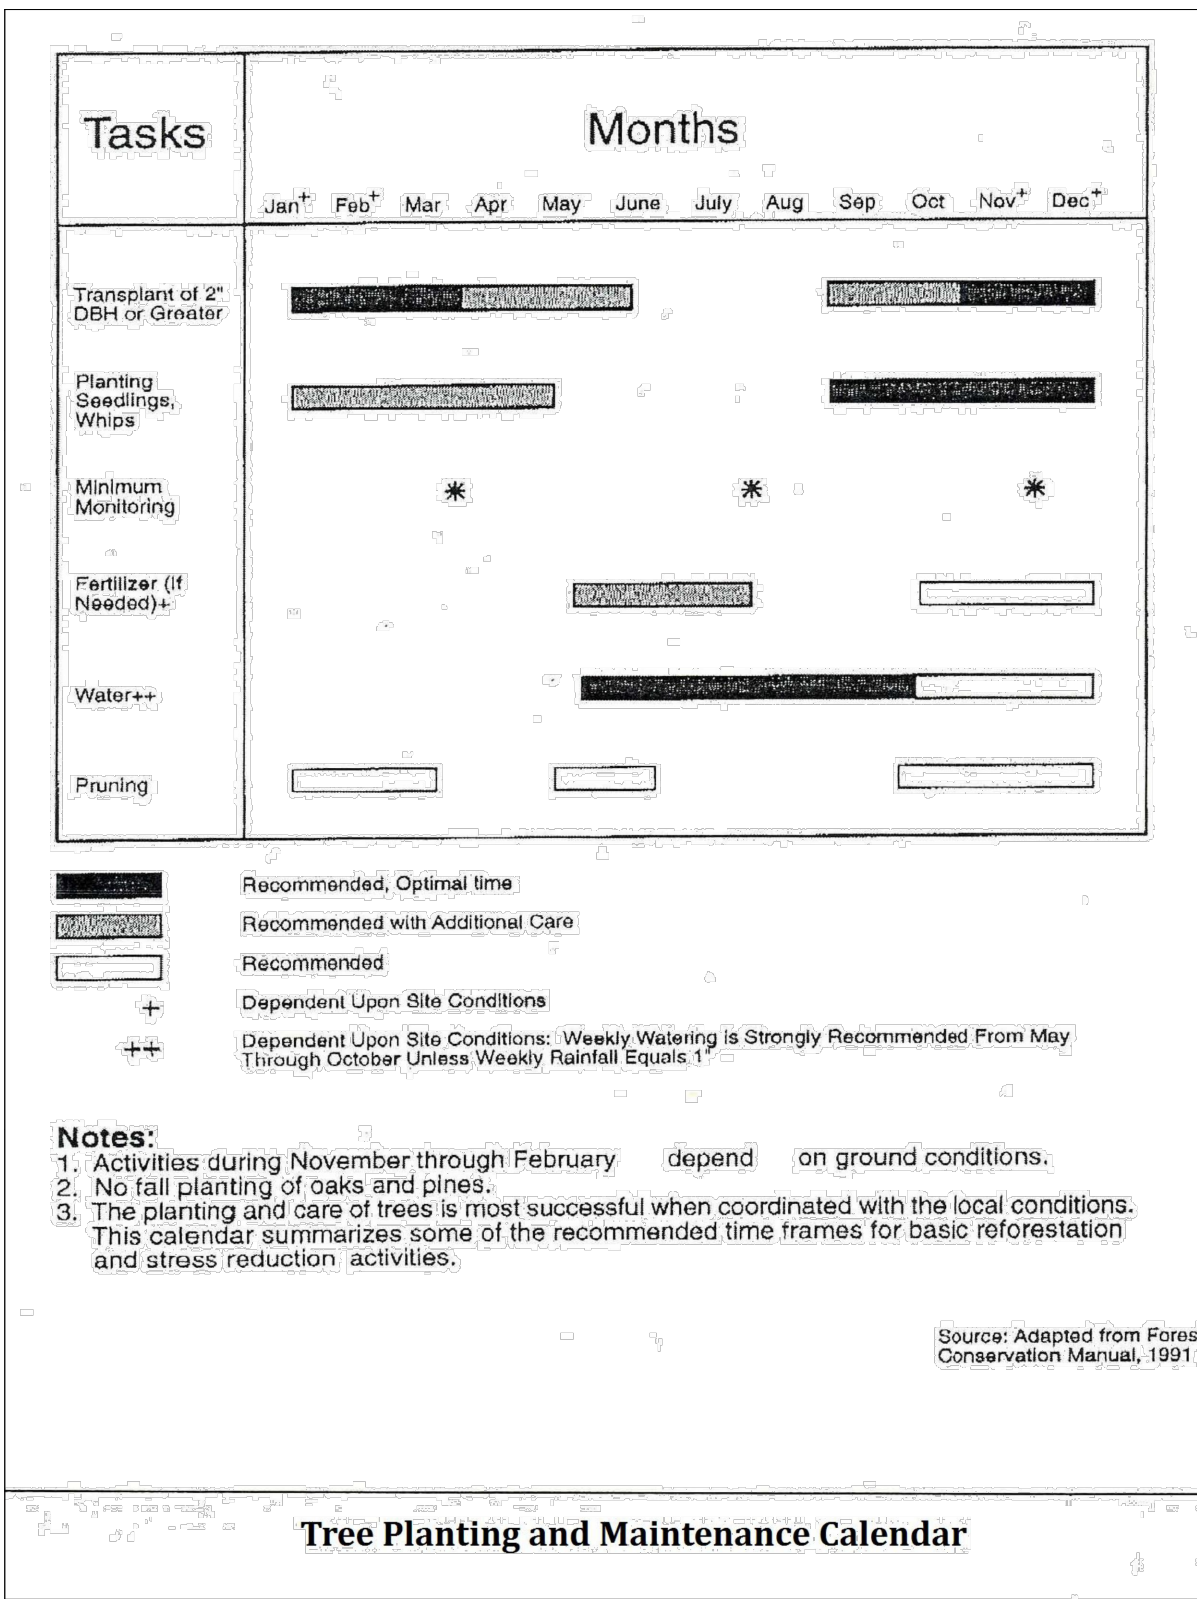 Tasks
Months
Jan+ Feb+ Mar Apr May June July Aug Sep Oct Nov+ Dec+
Transplant of 2"
DBH or Greater
Planting
Seedlings,
Whips
Minimum
Monitoring
Fertilizer (If
Needed)+
Water++
Pruning
Recommended, Optimal time
Recommended with Additional Care
Recommended
+ Dependent Upon Site Conditions
++ Dependent Upon Site Conditions: Weekly Watering is Strongly Recommended From May
Through October Unless Weekly Rainfall Equals 1"
Notes:
1. Activities during November through February depend on ground conditions.
2. No fall planting of oaks and pines.
3. The planting and care of trees is most successful when coordinated with the local conditions.
This calendar summarizes some of the recommended time frames for basic reforestation
and stress reduction activities.
Source: Adapted from Fores
Conservation Manual, 1991
Tree Planting and Maintenance Calendar